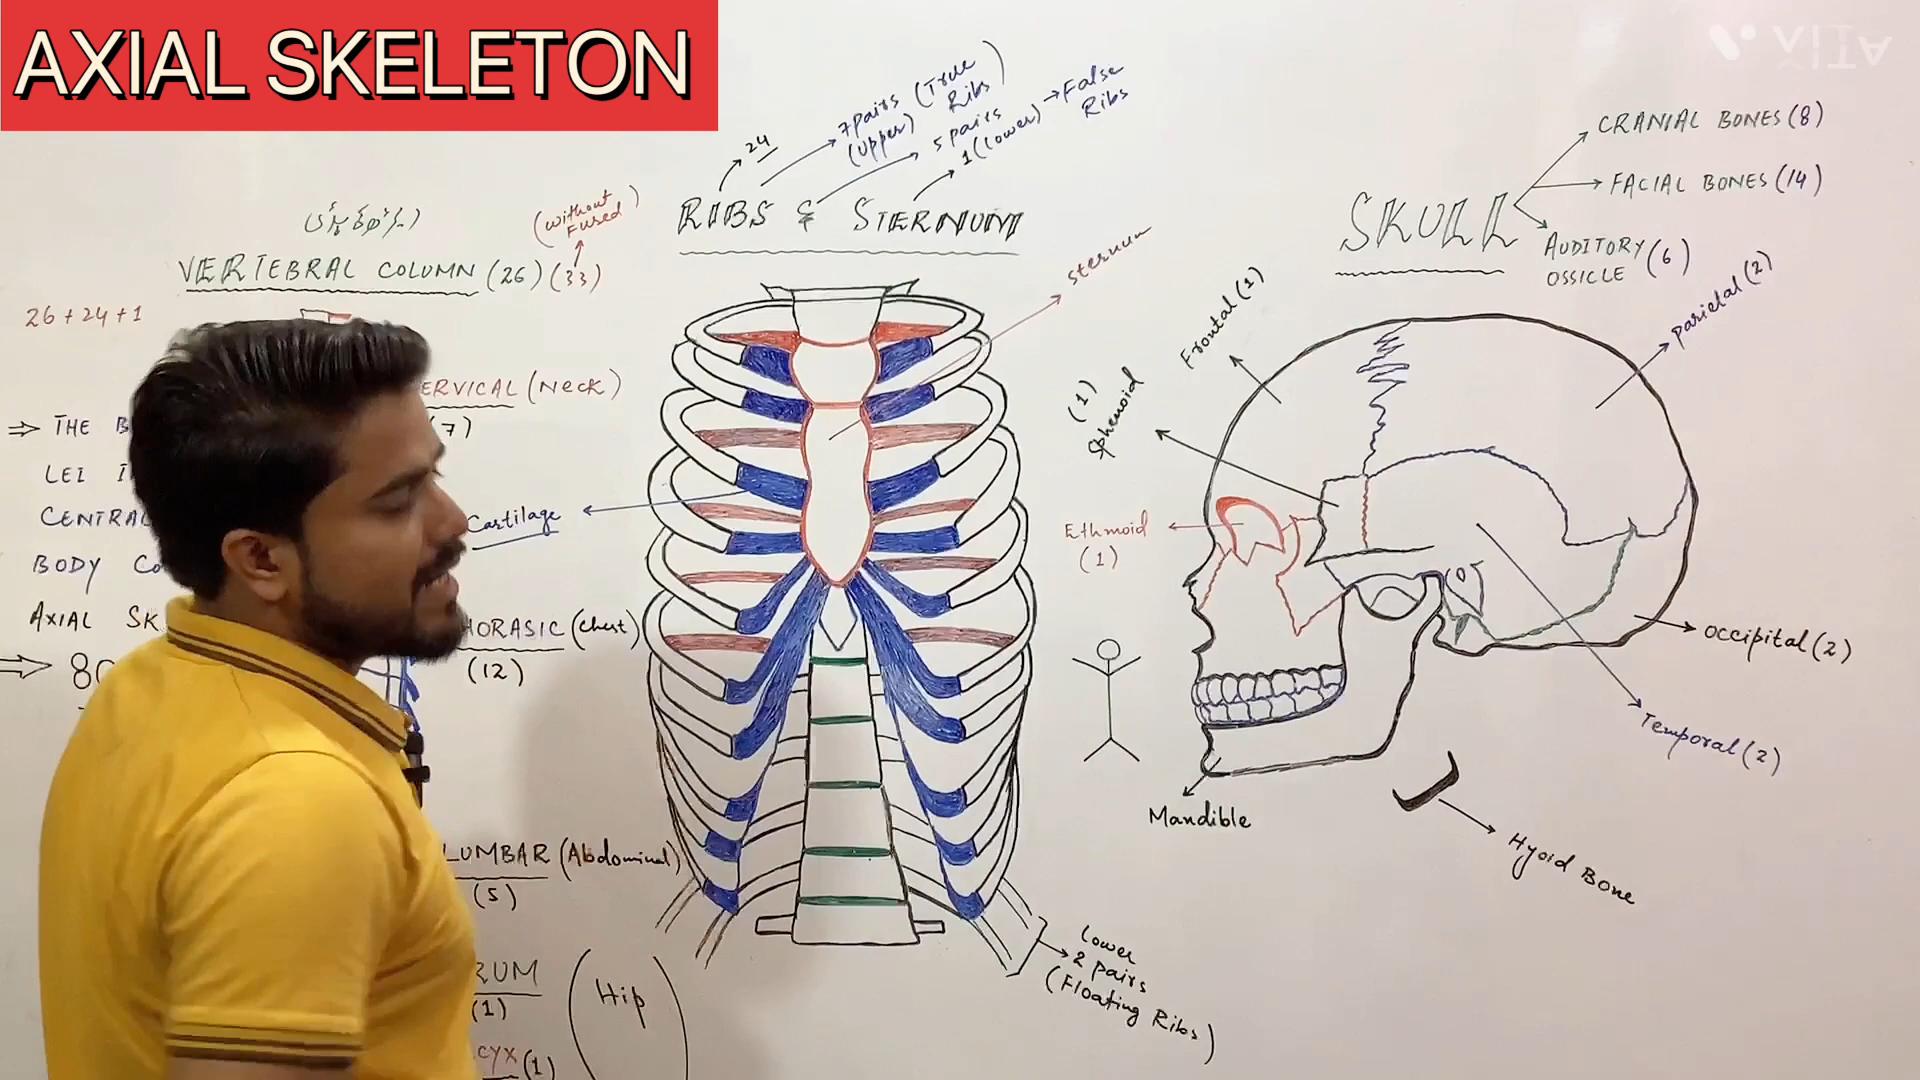 AXIAL SKELETON
VERTEBRAL COLUMN (26) (33)
(without
Fused)
26 + 24 + 1
ERVICAL (Neck)
7)
⇒ THE B
LEI I
CENTRAL
BODY CO
AXIAL SK
⇒ 80
HORASIC (chest)
(12)
LUMBAR (Abdominal)
(5)
RUM
(1)
CYX (1)
Hip
RIBS & STERNUM
24
7 pairs (True
(upper) Ribs)
5 pairs
(lower) → False
Ribs
1
sternum
Cartilage
Lower
2 pairs
(Floating Ribs)
SKULL
CRANIAL BONES (8)
FACIAL BONES (14)
AUDITORY (6)
OSSICLE
Frontal (1)
Parietal (2)
(1)
Sphenoid
Ethmoid
(1)
occipital (2)
Temporal (2)
Mandible
Hyoid Bone